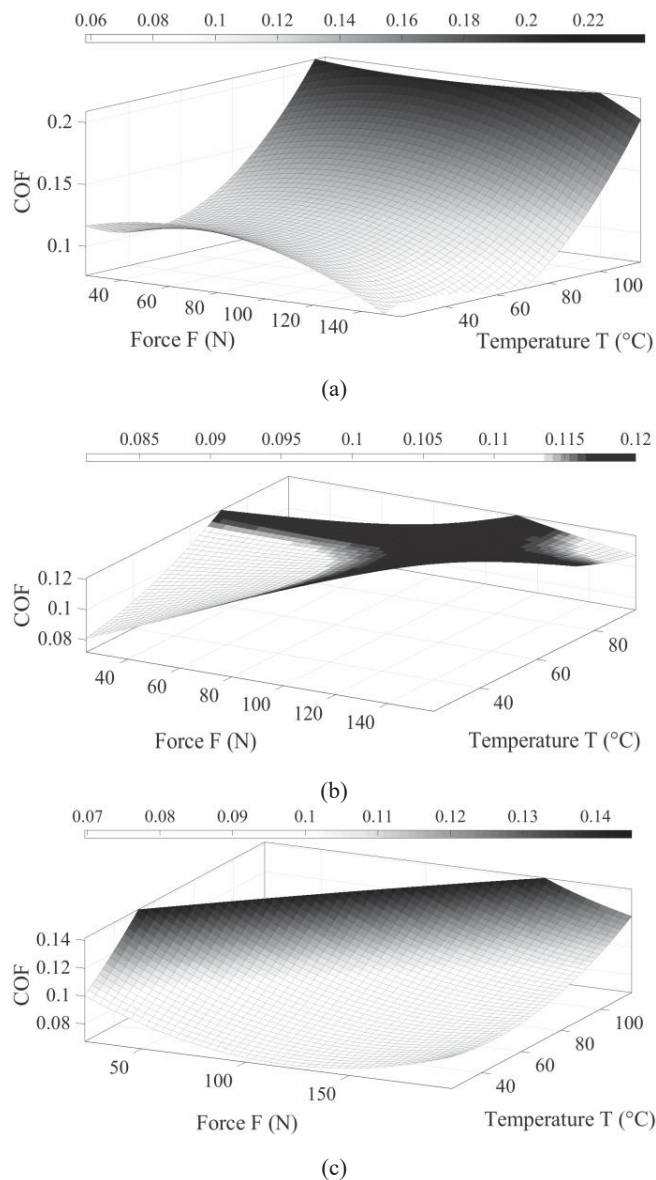 0.06 0.08 0.1 0.12 0.14 0.16 0.18 0.2 0.22
0.2
0.15
0.1
COF
40 60 80 100 120 140
Force F (N)
40 60 80 100
Temperature T (°C)
(a)
0.085 0.09 0.095 0.1 0.105 0.11 0.115 0.12
0.12
0.1
0.08
COF
40 60 80 100 120 140
Force F (N)
40 60 80
Temperature T (°C)
(b)
0.07 0.08 0.09 0.1 0.11 0.12 0.13 0.14
0.14
0.12
0.1
0.08
COF
50 100 150
Force F (N)
40 60 80 100
Temperature T (°C)
(c)